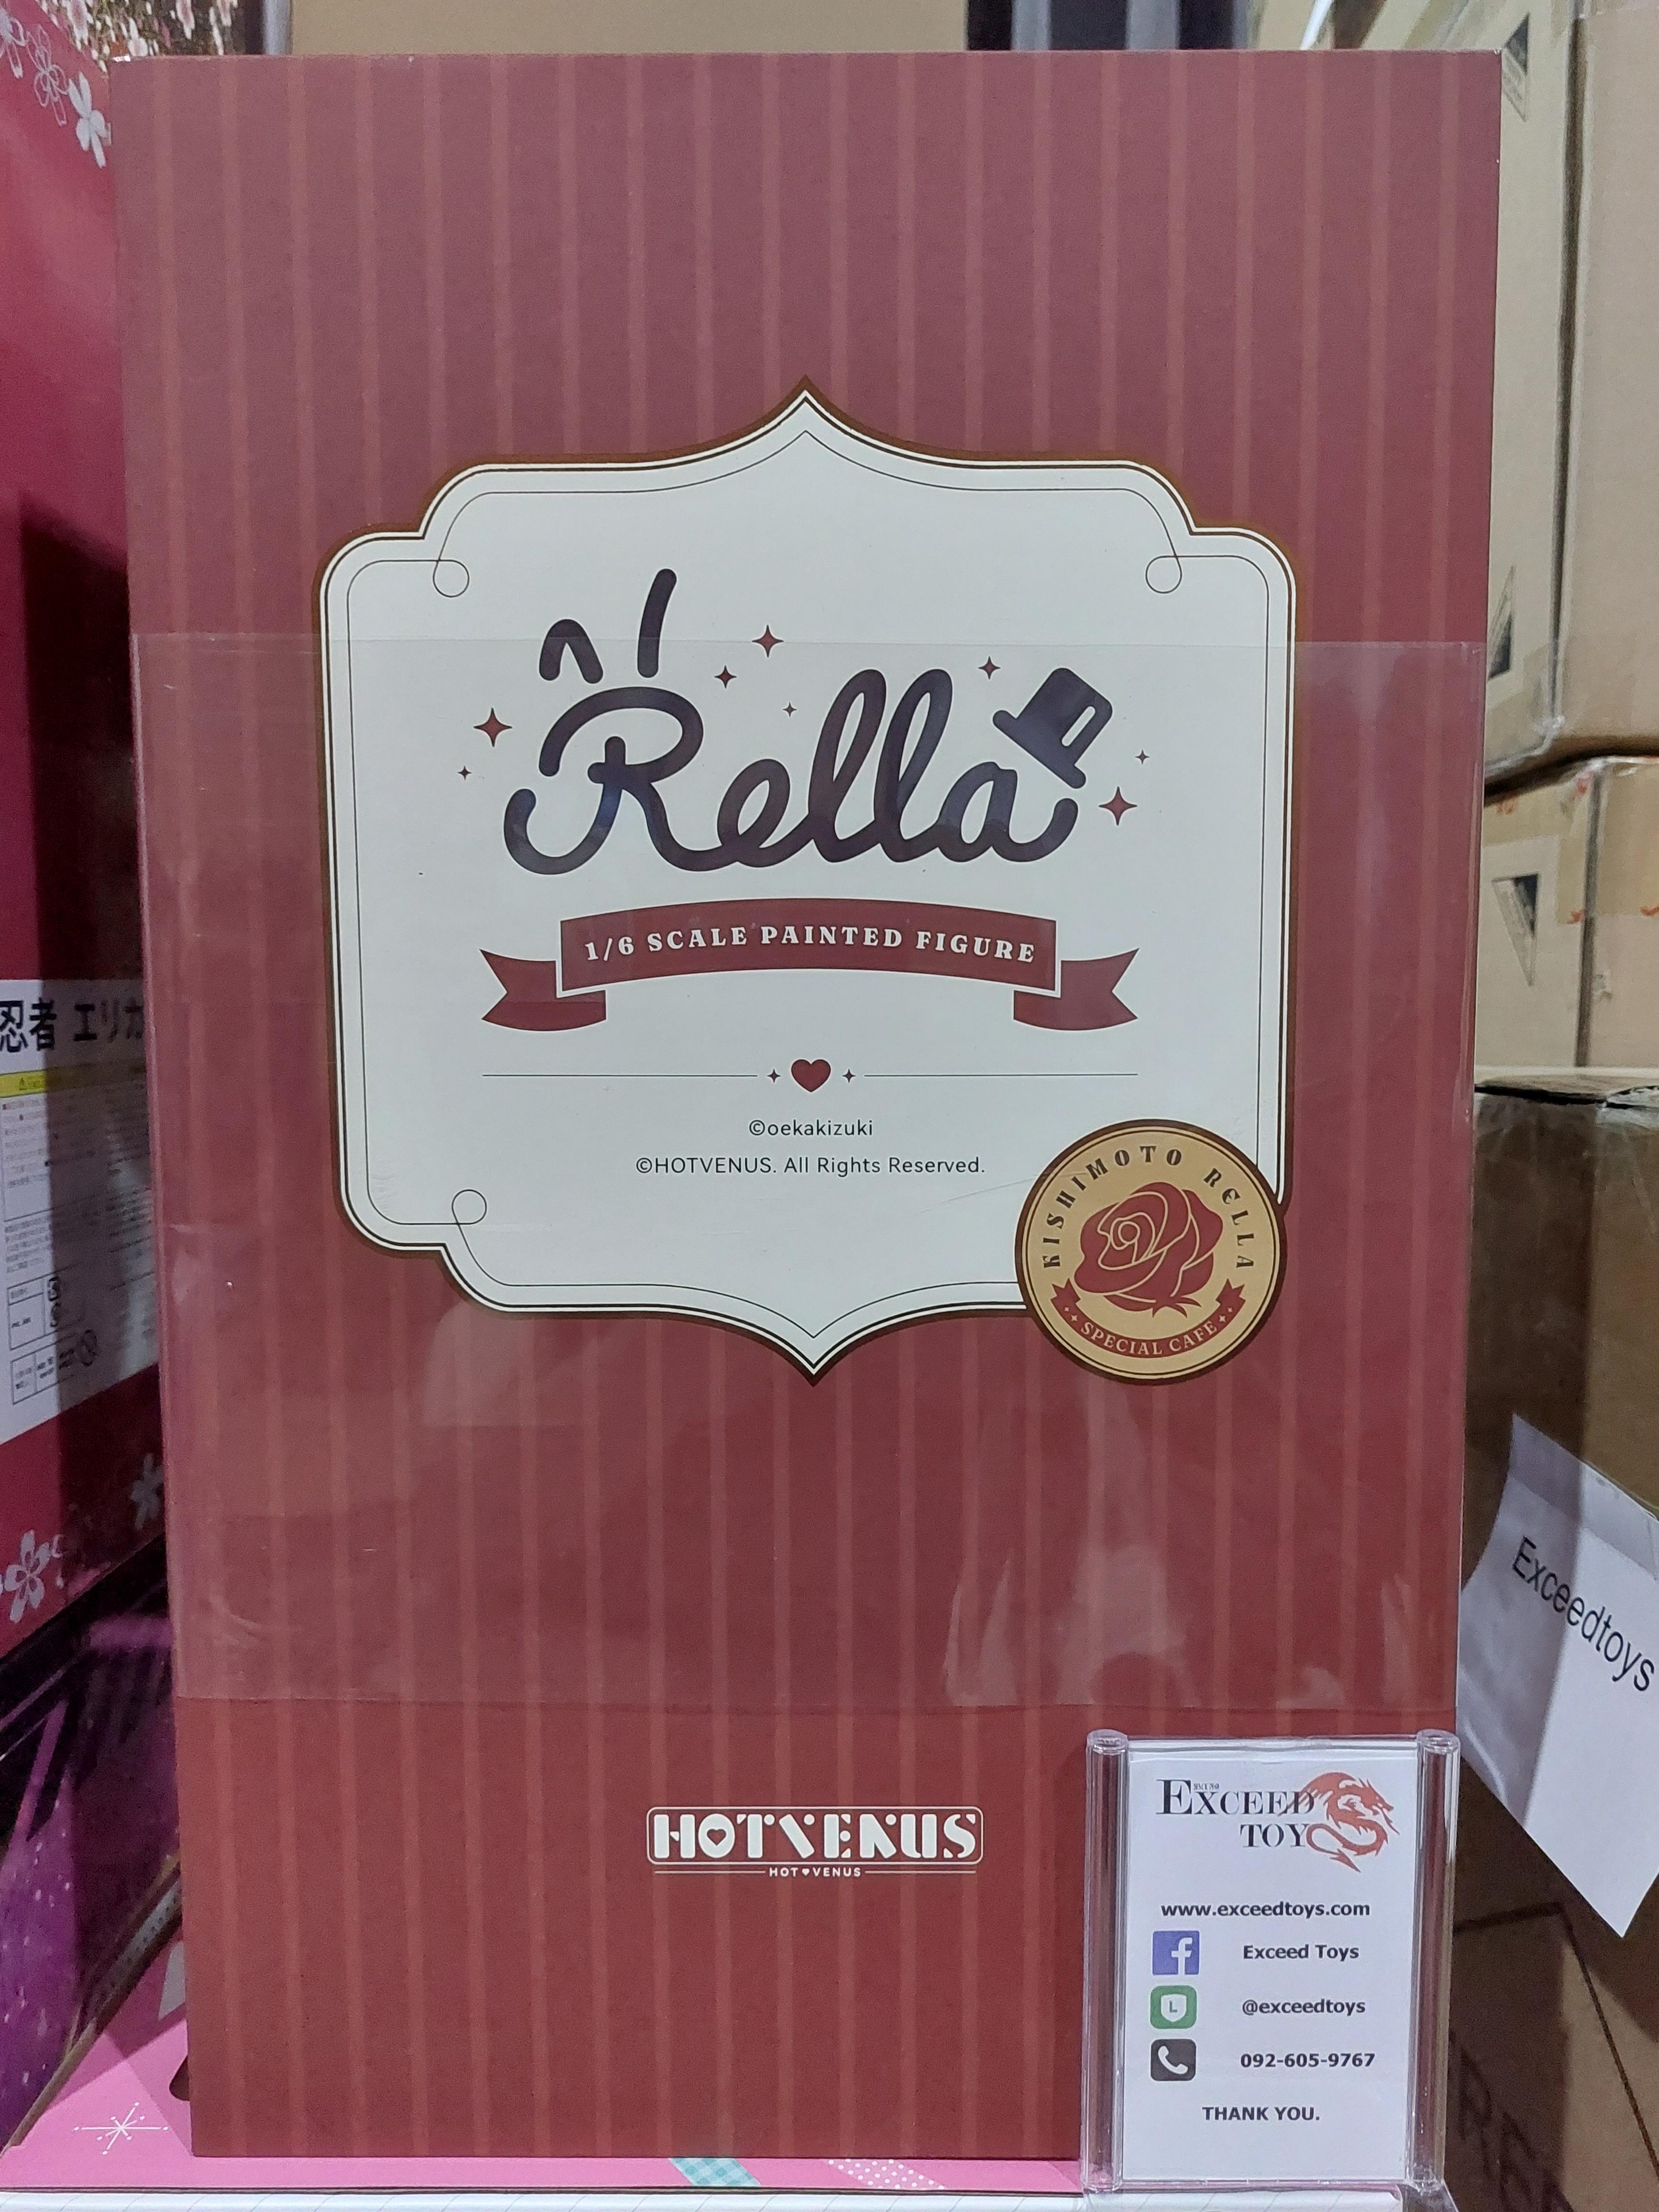 Rella
1/6 SCALE PAINTED FIGURE
©oekakizuki
©HOTVENUS. All Rights Reserved.
KISHIMOTO RELLA
SPECIAL CAFE
HOTVENUS
HOT♥VENUS
忍者 エリカ
Exceedtoys
EXCEED
TOY
www.exceedtoys.com
Exceed Toys
@exceedtoys
092-605-9767
THANK YOU.